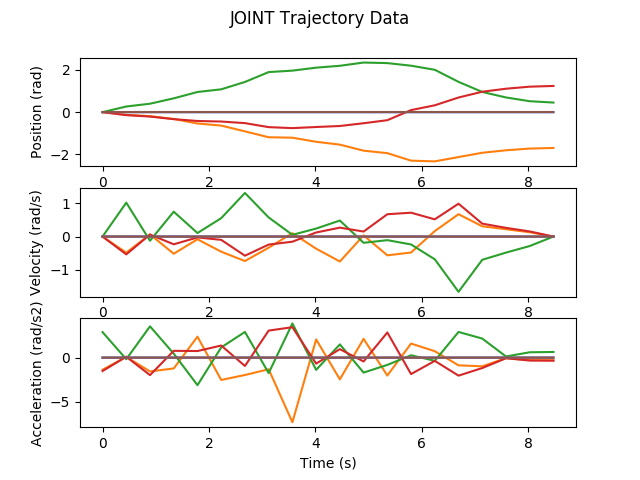 JOINT Trajectory Data
Position (rad)
2
0
−2
0 2 4 6 8
Velocity (rad/s)
1
0
−1
0 2 4 6 8
Acceleration (rad/s2)
0
−5
0 2 4 6 8
Time (s)